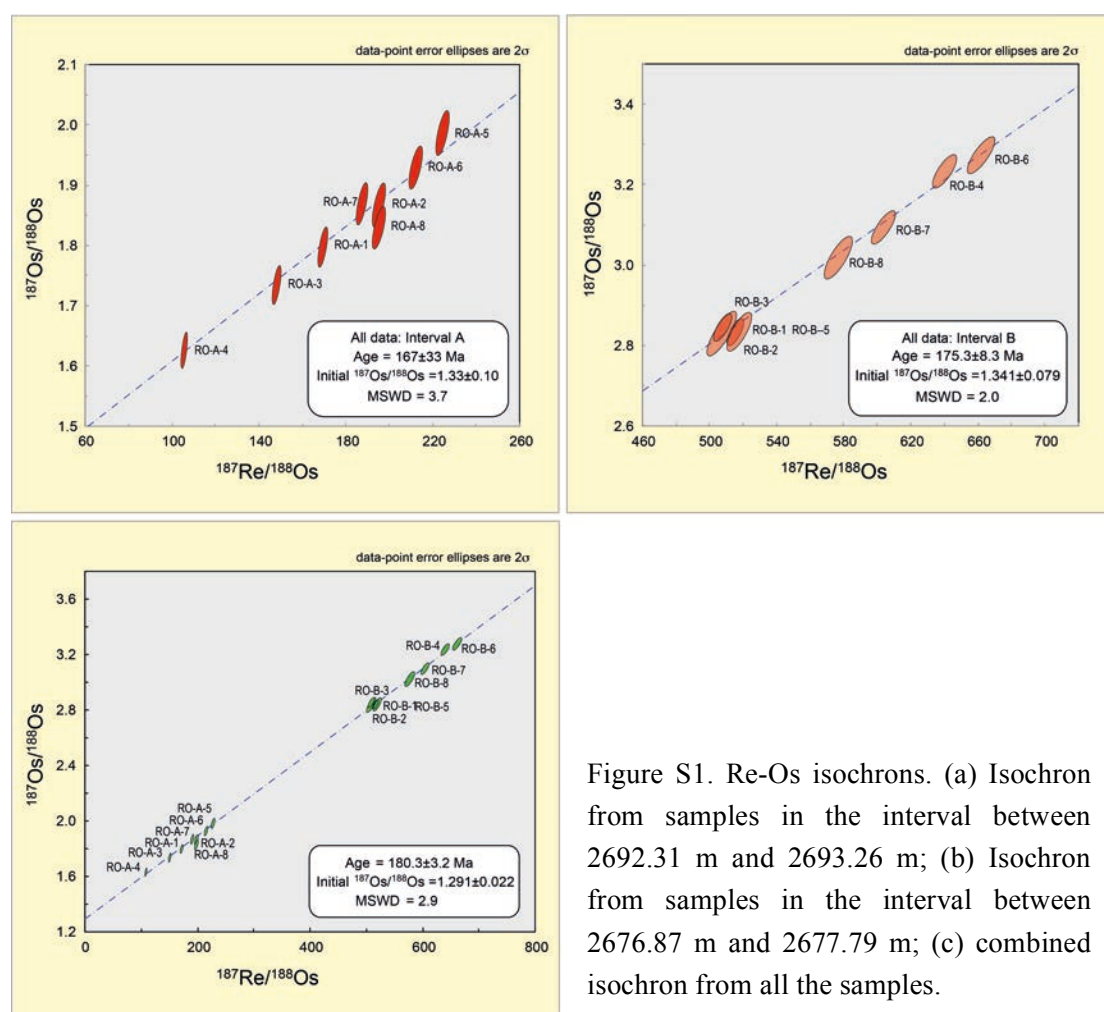 data-point error ellipses are 2σ
2.1
2.0
1.9
1.8
1.7
1.6
1.5
¹⁸⁷Os/¹⁸⁸Os
RO-A-5
RO-A-6
RO-A-7
RO-A-2
RO-A-8
RO-A-1
RO-A-3
RO-A-4
All data: Interval A
Age = 167±33 Ma
Initial ¹⁸⁷Os/¹⁸⁸Os =1.33±0.10
MSWD = 3.7
60 100 140 180 220 260
¹⁸⁷Re/¹⁸⁸Os
data-point error ellipses are 2σ
3.4
3.2
3.0
2.8
2.6
¹⁸⁷Os/¹⁸⁸Os
RO-B-6
RO-B-4
RO-B-7
RO-B-8
RO-B-3
RO-B-1 RO-B--5
RO-B-2
All data: Interval B
Age = 175.3±8.3 Ma
Initial ¹⁸⁷Os/¹⁸⁸Os =1.341±0.079
MSWD = 2.0
460 500 540 580 620 660 700
¹⁸⁷Re/¹⁸⁸Os
data-point error ellipses are 2σ
3.6
3.2
2.8
2.4
2.0
1.6
1.2
¹⁸⁷Os/¹⁸⁸Os
RO-B-4
RO-B-6
RO-B-7
RO-B-8
RO-B-3
RO-B-1 RO-B-5
RO-B-2
RO-A-5
RO-A-6
RO-A-7
RO-A-1
RO-A-2
RO-A-3
RO-A-8
RO-A-4
Age = 180.3±3.2 Ma
Initial ¹⁸⁷Os/¹⁸⁸Os =1.291±0.022
MSWD = 2.9
0 200 400 600 800
¹⁸⁷Re/¹⁸⁸Os
Figure S1. Re-Os isochrons. (a) Isochron
from samples in the interval between
2692.31 m and 2693.26 m; (b) Isochron
from samples in the interval between
2676.87 m and 2677.79 m; (c) combined
isochron from all the samples.